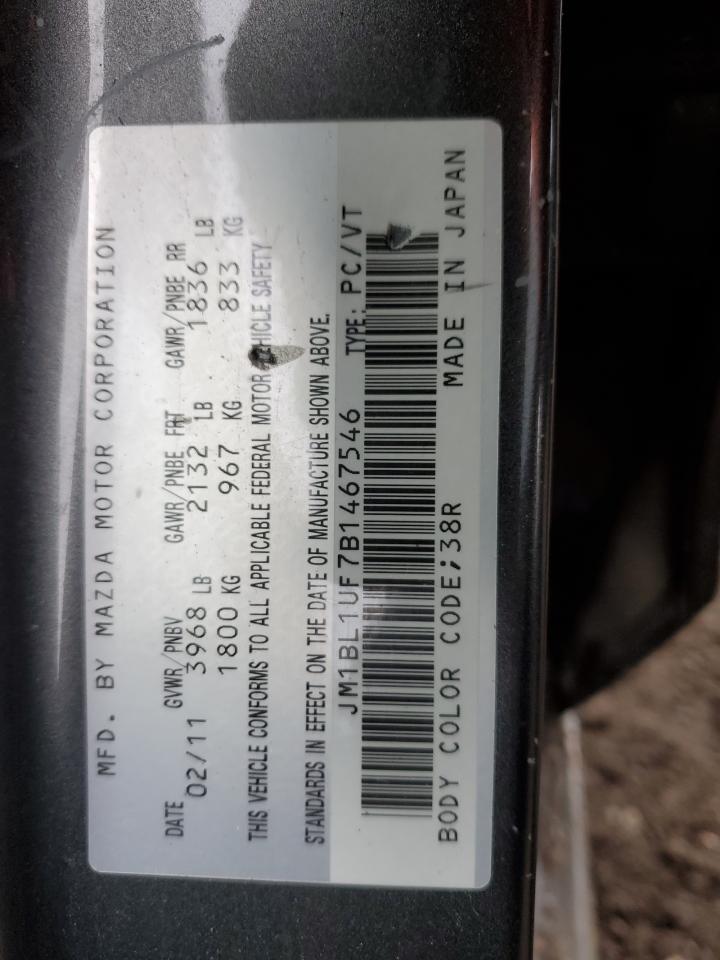 MFD. BY MAZDA MOTOR CORPORATION
DATE GVWR/PNBV GAWR/PNBE FRT GAWR/PNBE RR
02/11 3968 LB 2132 LB 1836 LB
1800 KG 967 KG 833 KG
THIS VEHICLE CONFORMS TO ALL APPLICABLE FEDERAL MOTOR VEHICLE SAFETY
STANDARDS IN EFFECT ON THE DATE OF MANUFACTURE SHOWN ABOVE.
JM1BL1UF7B1467546 TYPE: PC/VT
BODY COLOR CODE;38R MADE IN JAPAN